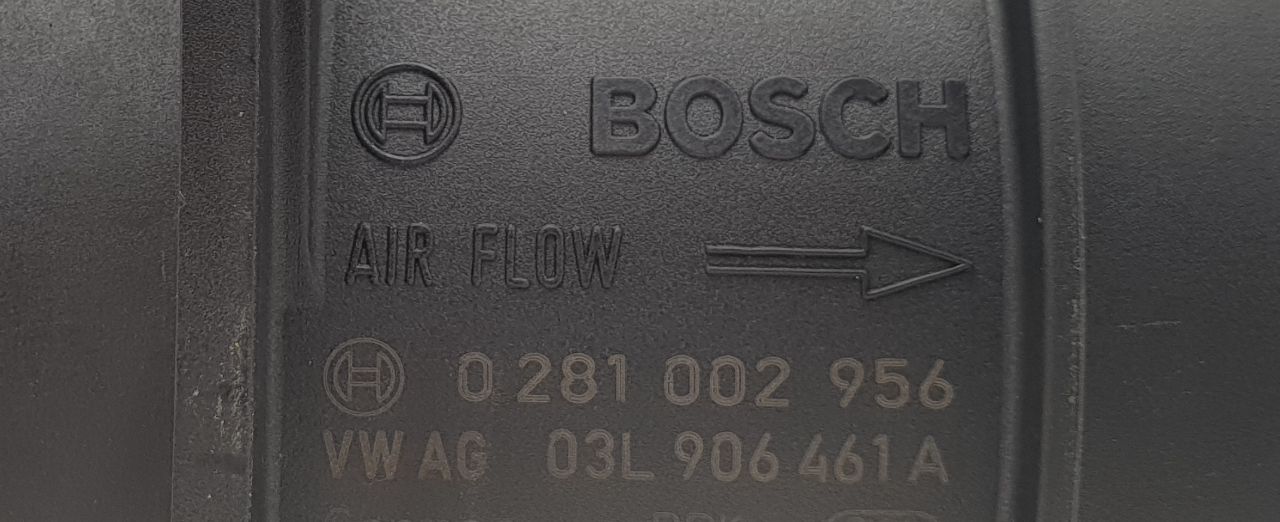 BOSCH
AIR FLOW
0 281 002 956
VW AG 03L 906 461 A